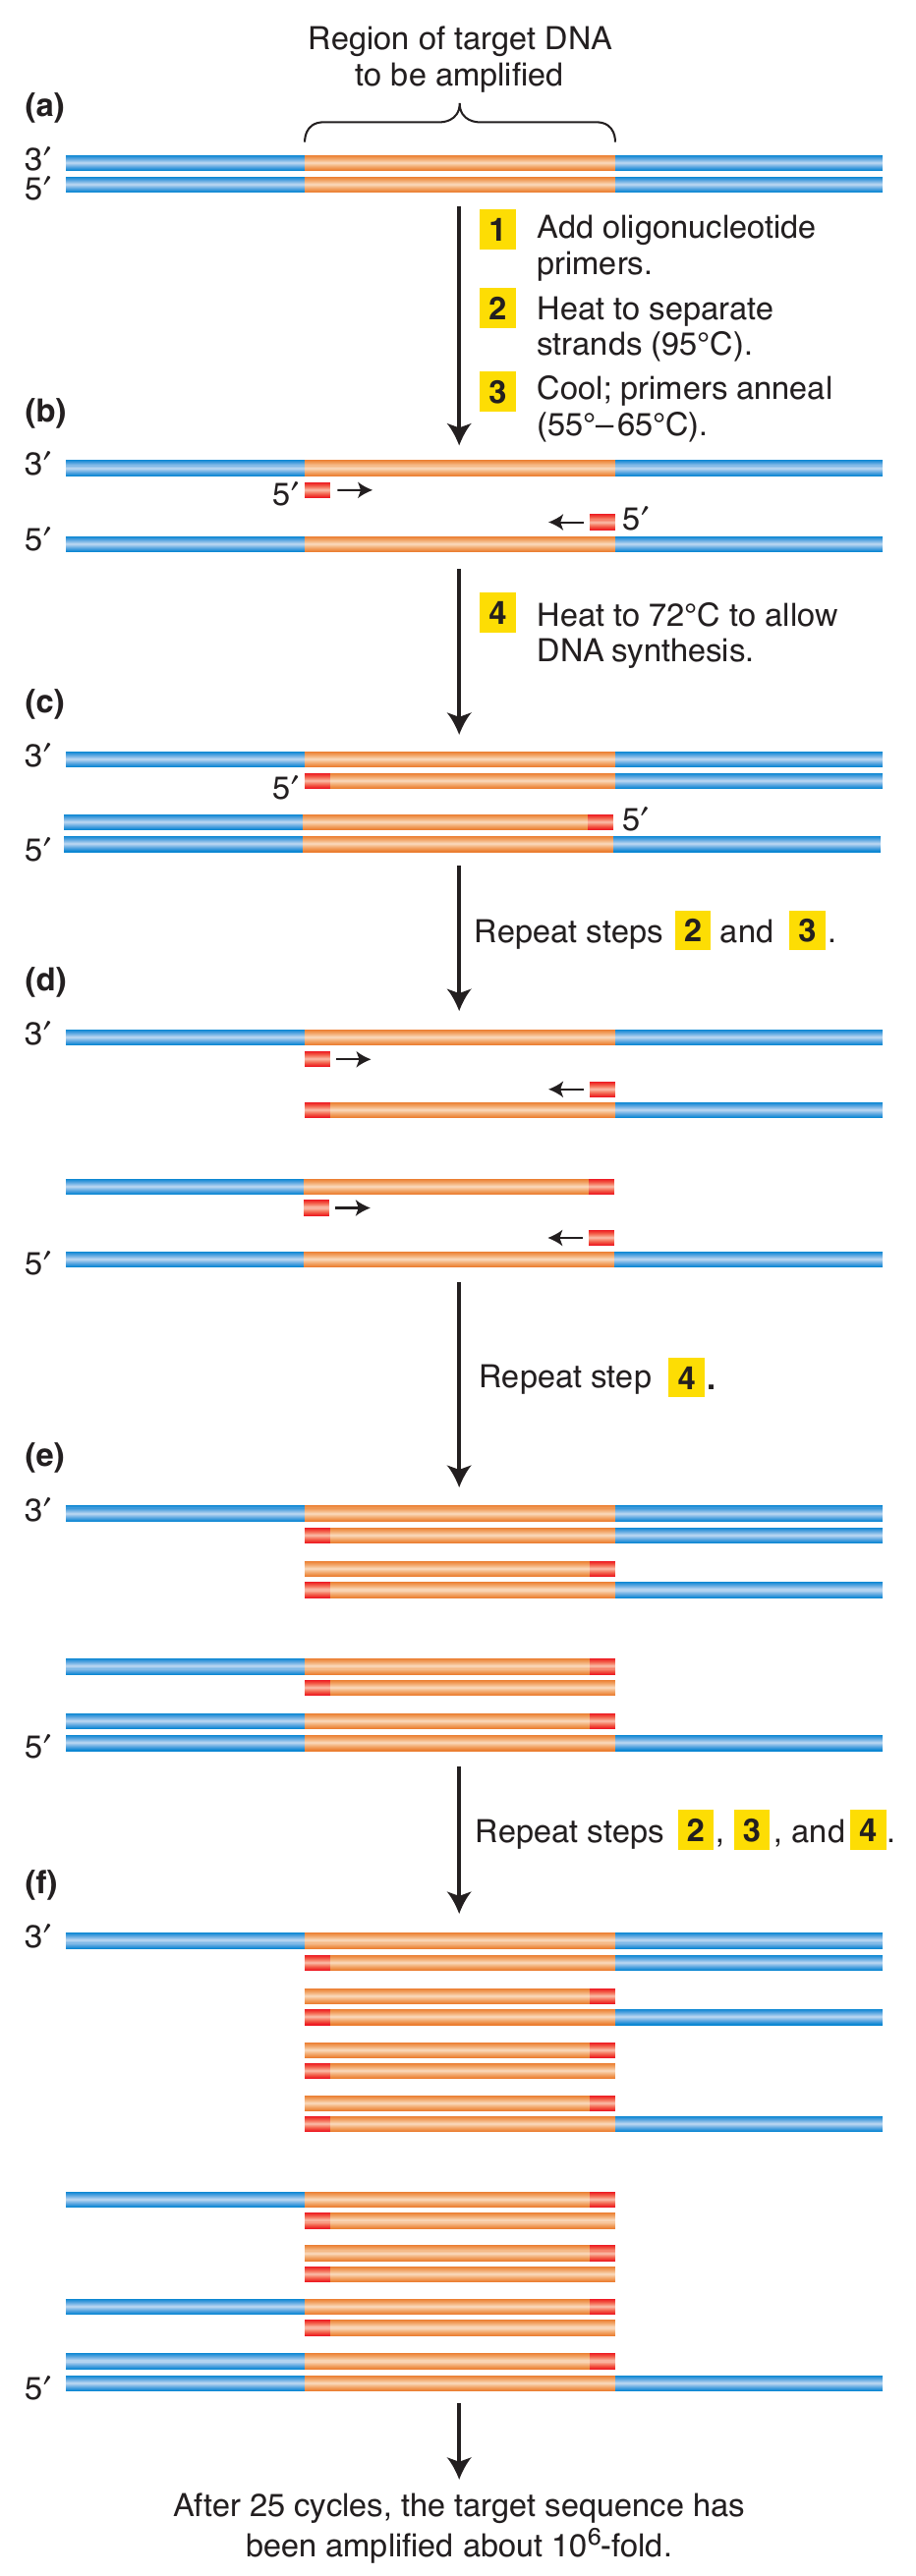 Region of target DNA
to be amplified
(a)
3′
5′
1 Add oligonucleotide
primers.
2 Heat to separate
strands (95°C).
3 Cool; primers anneal
(55°–65°C).
(b)
3′
5′
5′
5′
4 Heat to 72°C to allow
DNA synthesis.
(c)
3′
5′
5′
5′
Repeat steps 2 and 3.
(d)
3′
5′
Repeat step 4.
(e)
3′
5′
Repeat steps 2, 3, and 4.
(f)
3′
5′
After 25 cycles, the target sequence has
been amplified about 10⁶-fold.